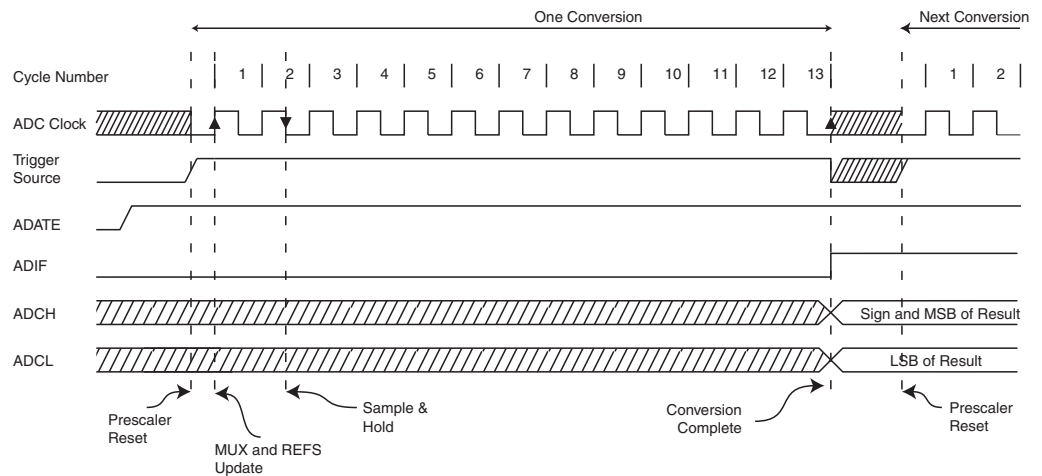 One Conversion
Next Conversion
Cycle Number
1 2 3 4 5 6 7 8 9 10 11 12 13 1 2
ADC Clock
Trigger
Source
ADATE
ADIF
ADCH
Sign and MSB of Result
ADCL
LSB of Result
Prescaler
Reset
MUX and REFS
Update
Sample &
Hold
Conversion
Complete
Prescaler
Reset